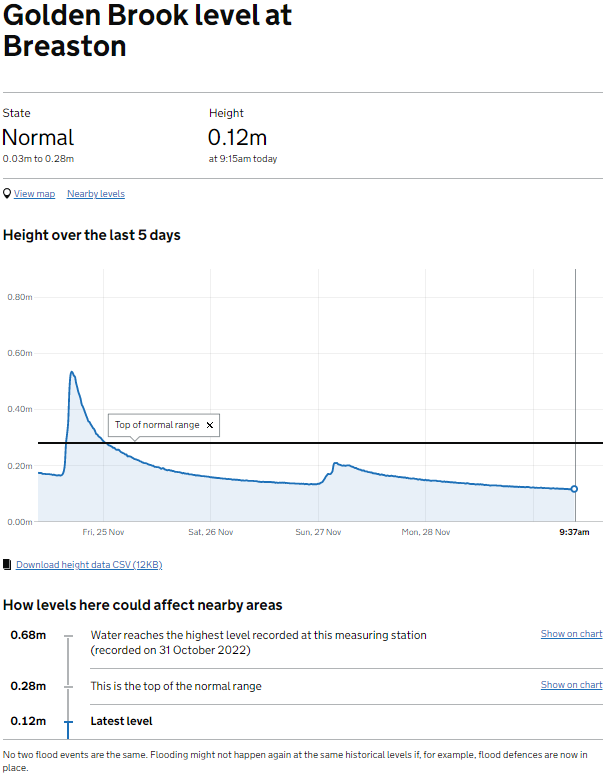 Golden Brook level at
Breaston
State
Height
Normal
0.12m
0.03m to 0.28m
at 9:15am today
View map
Nearby levels
Height over the last 5 days
0.80m
0.60m
0.40m
Top of normal range ×
0.20m
0.00m
Fri, 25 Nov
Sat, 26 Nov
Sun, 27 Nov
Mon, 28 Nov
9:37am
Download height data CSV (12KB)
How levels here could affect nearby areas
0.68m
Water reaches the highest level recorded at this measuring station
(recorded on 31 October 2022)
Show on chart
0.28m
This is the top of the normal range
Show on chart
0.12m
Latest level
No two flood events are the same. Flooding might not happen again at the same historical levels if, for example, flood defences are now in
place.